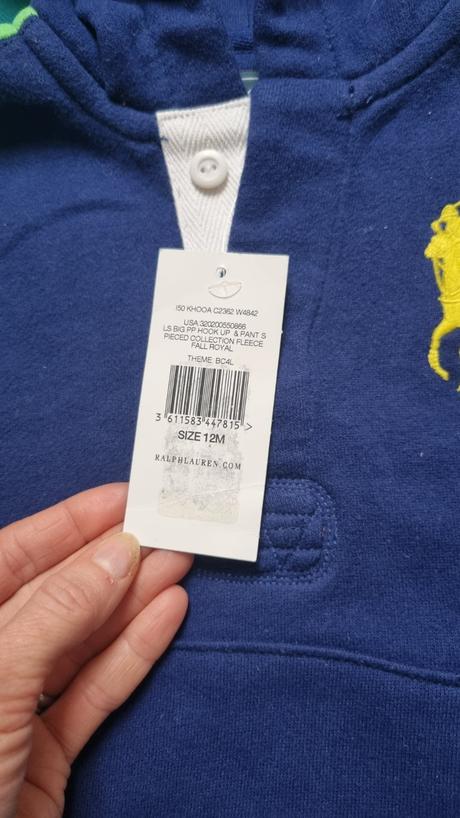 I50 KHOOA C2362 W4842
USA:320200550866
LS BIG PP HOOK UP & PANT S
PIECED COLLECTION FLEECE
FALL ROYAL
THEME BC4L
3 611583 447815 >
SIZE 12M
RALPHLAUREN.COM